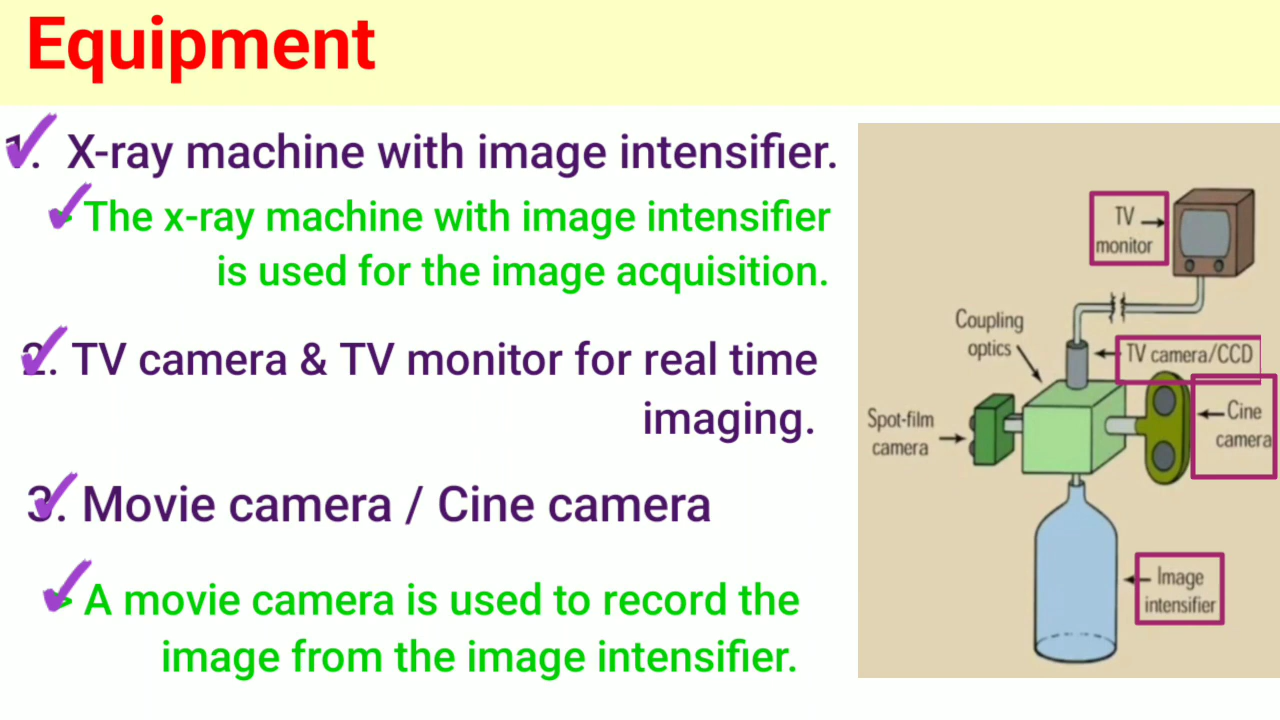 Equipment
1. X-ray machine with image intensifier.
The x-ray machine with image intensifier
is used for the image acquisition.
2. TV camera & TV monitor for real time
imaging.
3. Movie camera / Cine camera
A movie camera is used to record the
image from the image intensifier.
TV
monitor
Coupling
optics
TV camera/CCD
Spot-film
camera
Cine
camera
Image
intensifier